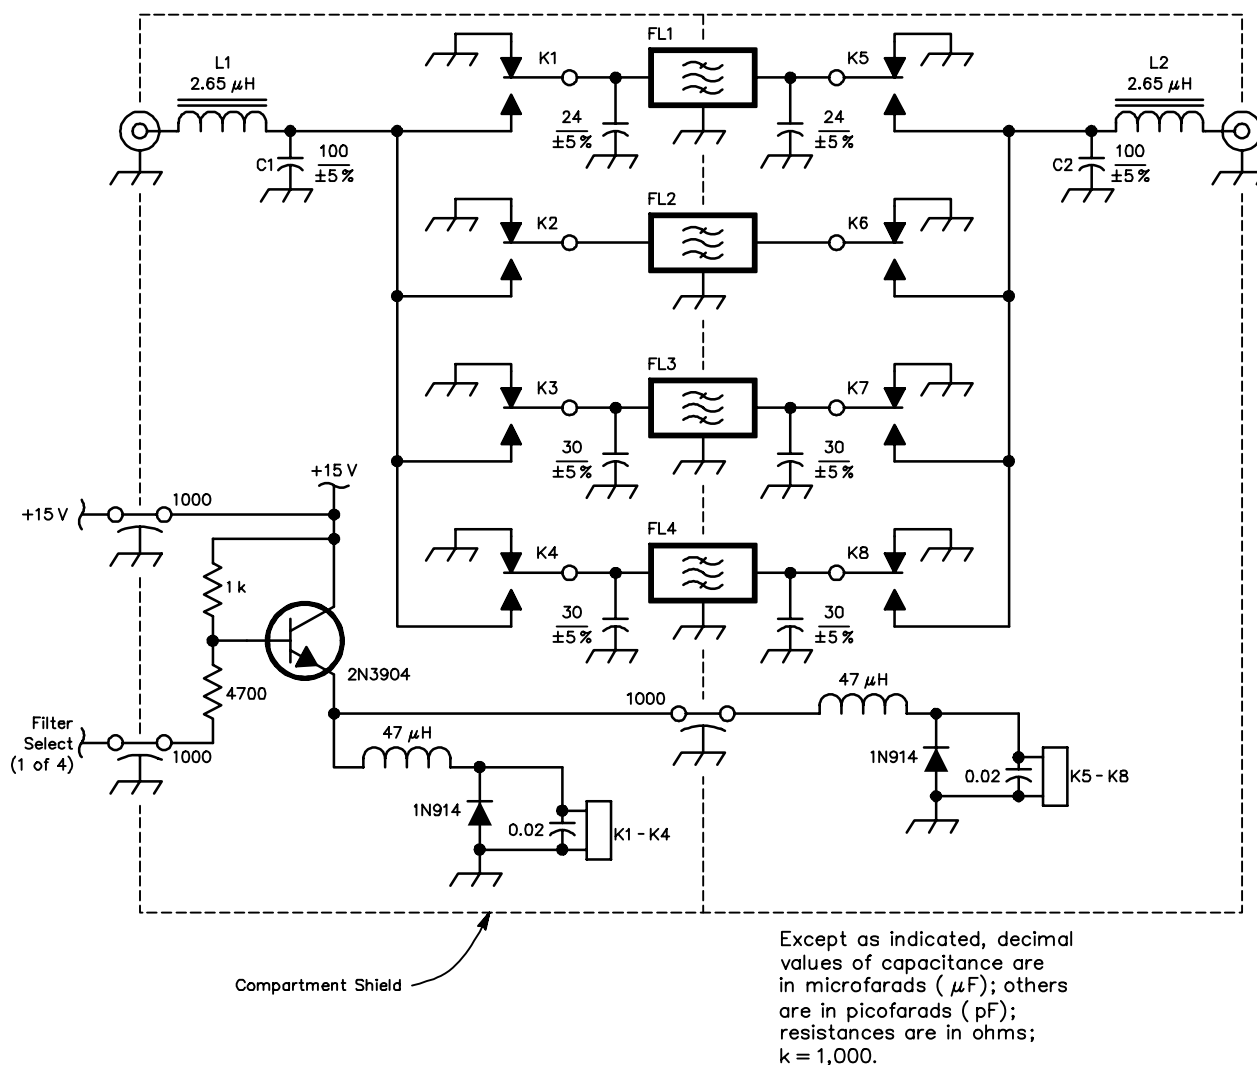 L1
2.65 μH
C1
100
±5%
K1
FL1
K5
24
±5%
24
±5%
L2
2.65 μH
C2
100
±5%
K2
FL2
K6
K3
FL3
K7
30
±5%
30
±5%
K4
FL4
K8
30
±5%
30
±5%
+15 V
+15 V
1000
1 k
2N3904
4700
Filter
Select
(1 of 4)
1000
47 μH
1N914
0.02
K1 - K4
1000
47 μH
1N914
0.02
K5 - K8
Compartment Shield
Except as indicated, decimal
values of capacitance are
in microfarads ( μF); others
are in picofarads ( pF);
resistances are in ohms;
k = 1,000.